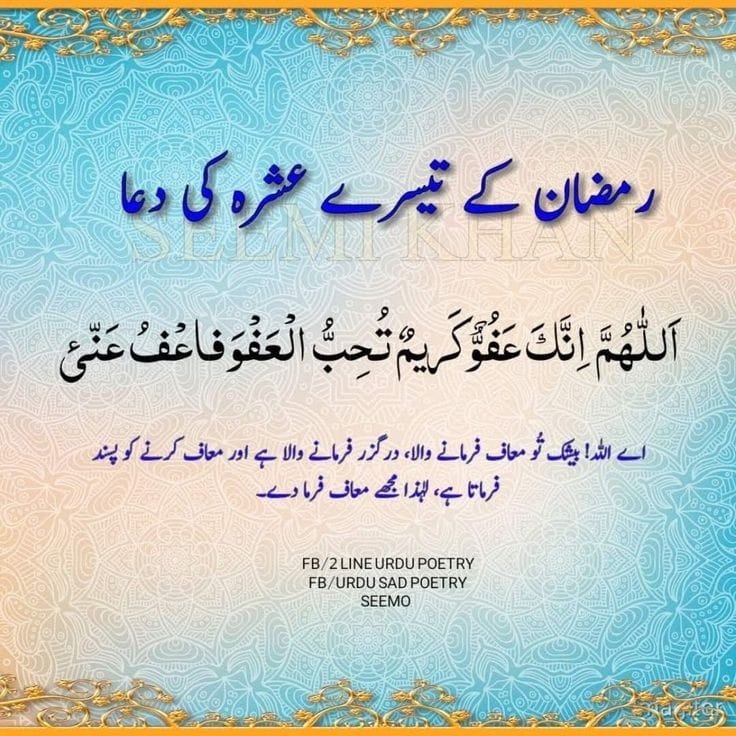 رمضان کے تیسرے عشرہ کی دعا
SEEMI KHAN
اَللّٰهُمَّ اِنَّكَ عَفُوٌّ كَرِيمٌ تُحِبُّ الْعَفْوَ فَاعْفُ عَنّئ
اے اللہ! بیشک تُو معاف فرمانے والا، درگزر فرمانے والا ہے اور معاف کرنے کو پسند
فرماتا ہے، لہٰذا مجھے معاف فرما دے۔
FB/2 LINE URDU POETRY
FB/URDU SAD POETRY
SEEMO